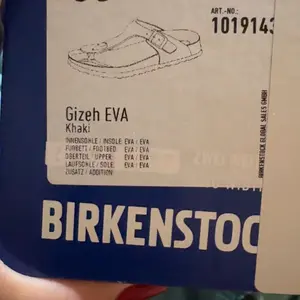 ART.-NO.:
1019143
Gizeh EVA
Khaki
INNENSOHLE / INSOLE: EVA / EVA
FUSSBETT / FOOTBED: EVA / EVA
OBERTEIL / UPPER: EVA / EVA
LAUFSOHLE / SOLE: EVA / EVA
ZUSATZ / ADDITION:
BIRKENSTOCK GLOBAL SALES GMBH
BIRKENSTOC